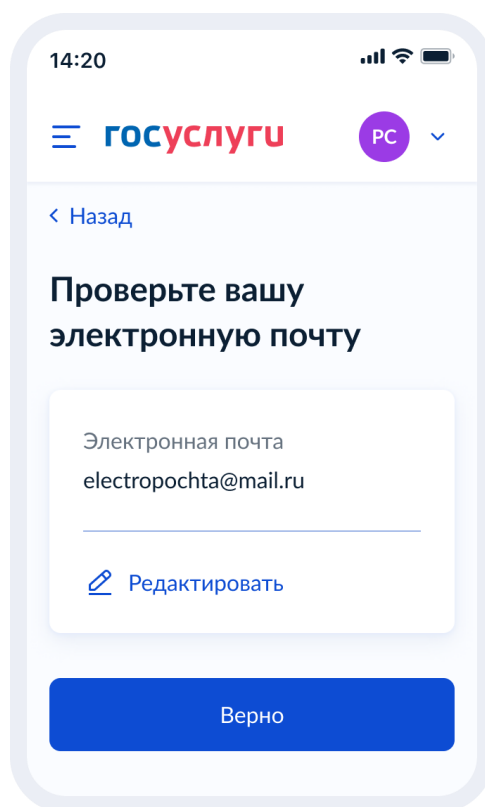 14:20
госуслуги
РС
Назад
Проверьте вашу
электронную почту
Электронная почта
electropochta@mail.ru
Редактировать
Верно